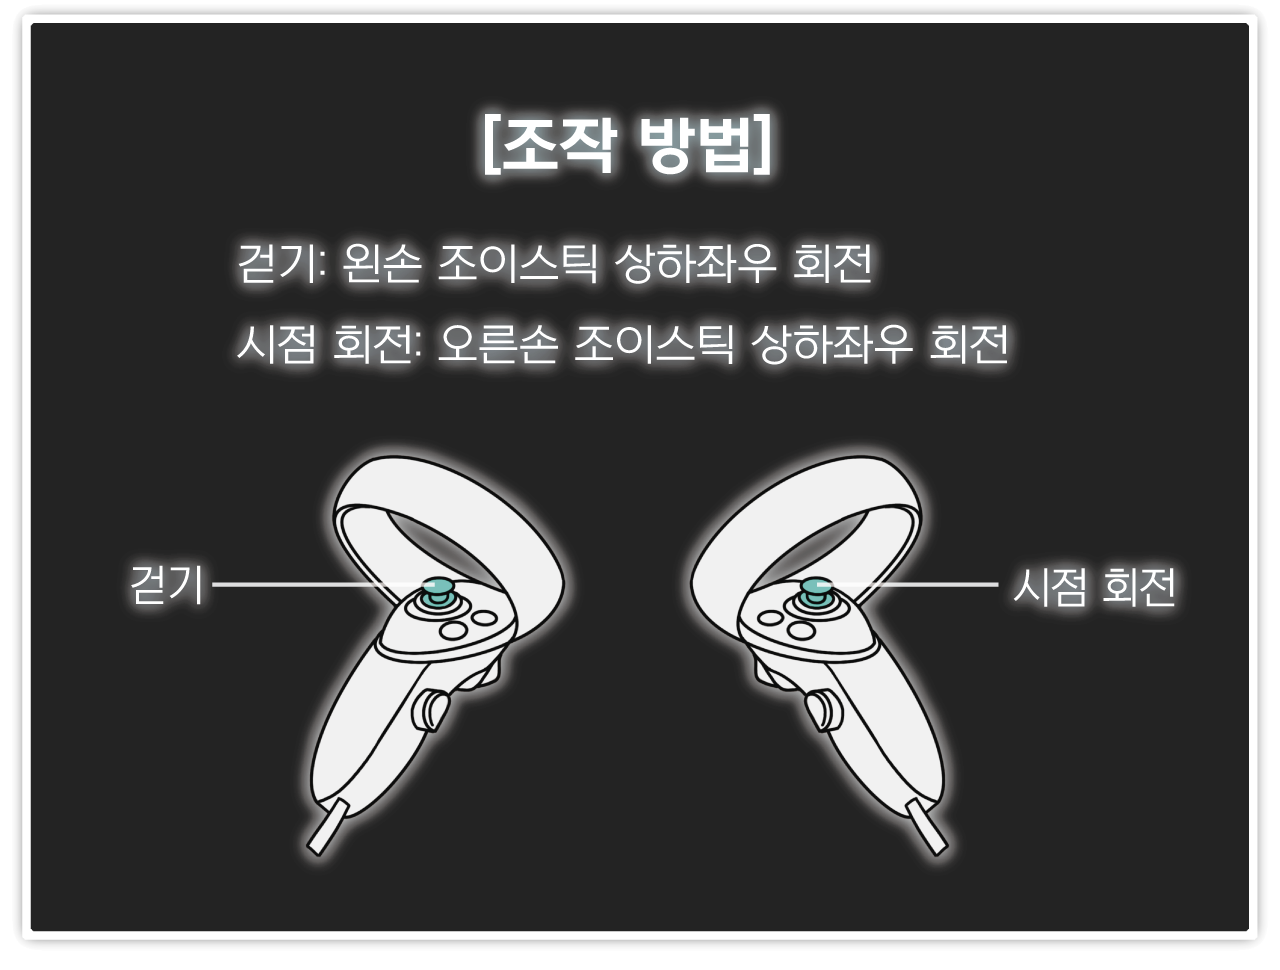 [조작 방법]
걷기: 왼손 조이스틱 상하좌우 회전
시점 회전: 오른손 조이스틱 상하좌우 회전
걷기
시점 회전